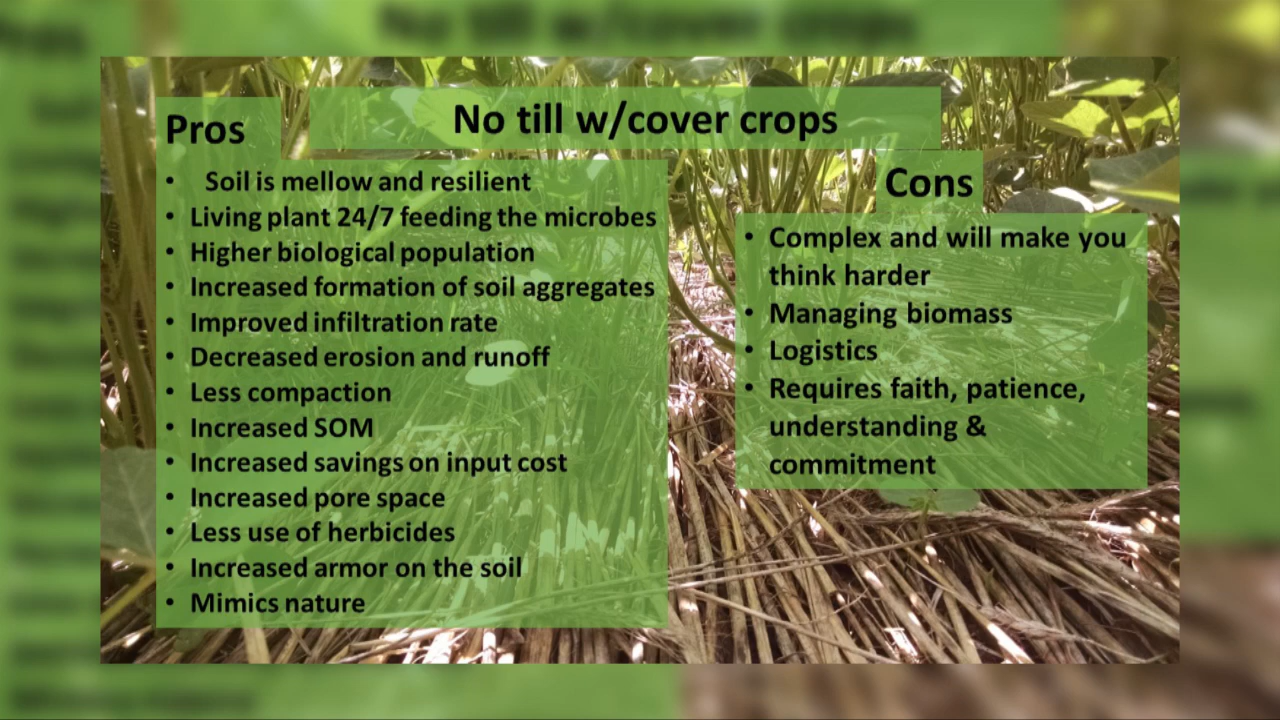 No till w/cover crops
Pros
• Soil is mellow and resilient
• Living plant 24/7 feeding the microbes
• Higher biological population
• Increased formation of soil aggregates
• Improved infiltration rate
• Decreased erosion and runoff
• Less compaction
• Increased SOM
• Increased savings on input cost
• Increased pore space
• Less use of herbicides
• Increased armor on the soil
• Mimics nature
Cons
• Complex and will make you
think harder
• Managing biomass
• Logistics
• Requires faith, patience,
understanding &
commitment